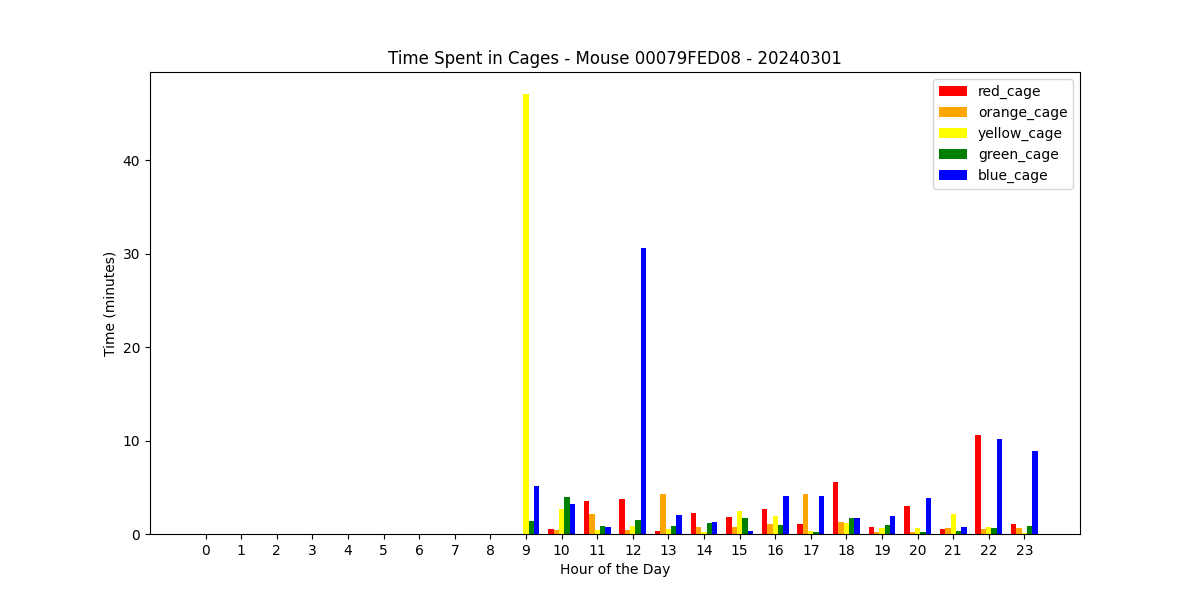 Time Spent in Cages - Mouse 00079FED08 - 20240301
red_cage
orange_cage
yellow_cage
green_cage
blue_cage
Time (minutes)
40
30
20
10
0
0 1 2 3 4 5 6 7 8 9 10 11 12 13 14 15 16 17 18 19 20 21 22 23
Hour of the Day